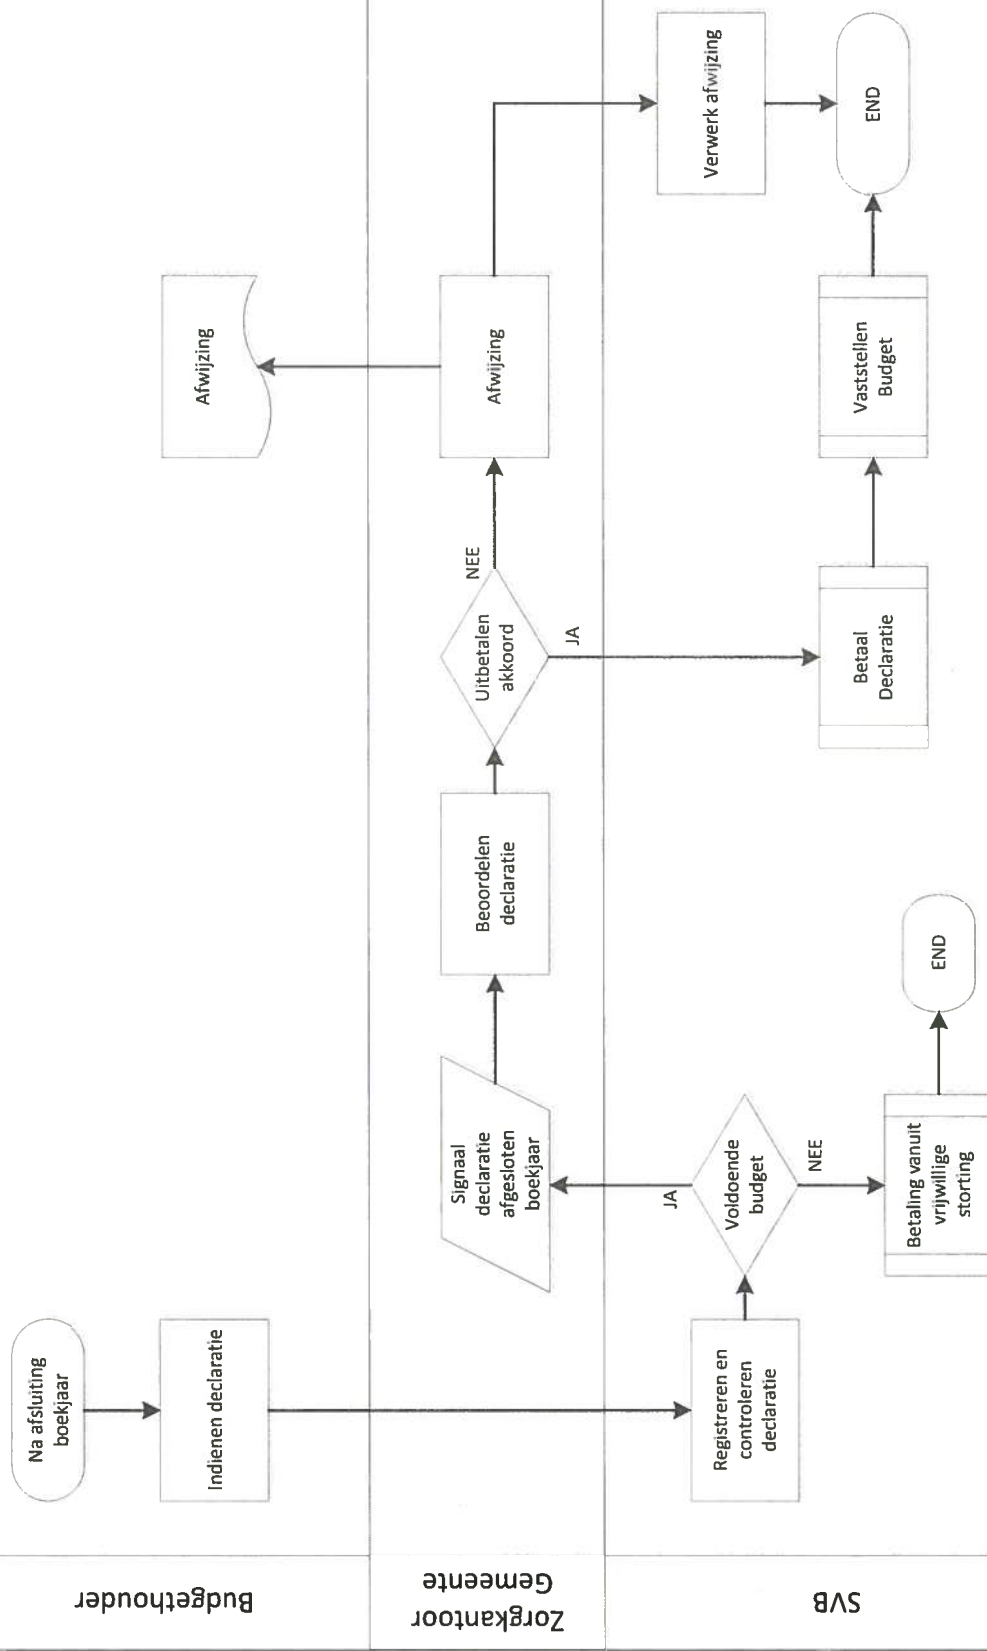 Budgethouder
Na afsluiting
boekjaar
Indienen declaratie
Afwijzing
Zorgkantoor
Gemeente
Signaal
declaratie
afgesloten
boekjaar
Beoordelen
declaratie
Uitbetalen
akkoord
NEE
JA
Afwijzing
SVB
Registreren en
controleren
declaratie
JA
Voldoende
budget
NEE
Betaling vanuit
vrijwillige
storting
END
Betaal
Declaratie
Vaststellen
Budget
Verwerk afwijzing
END